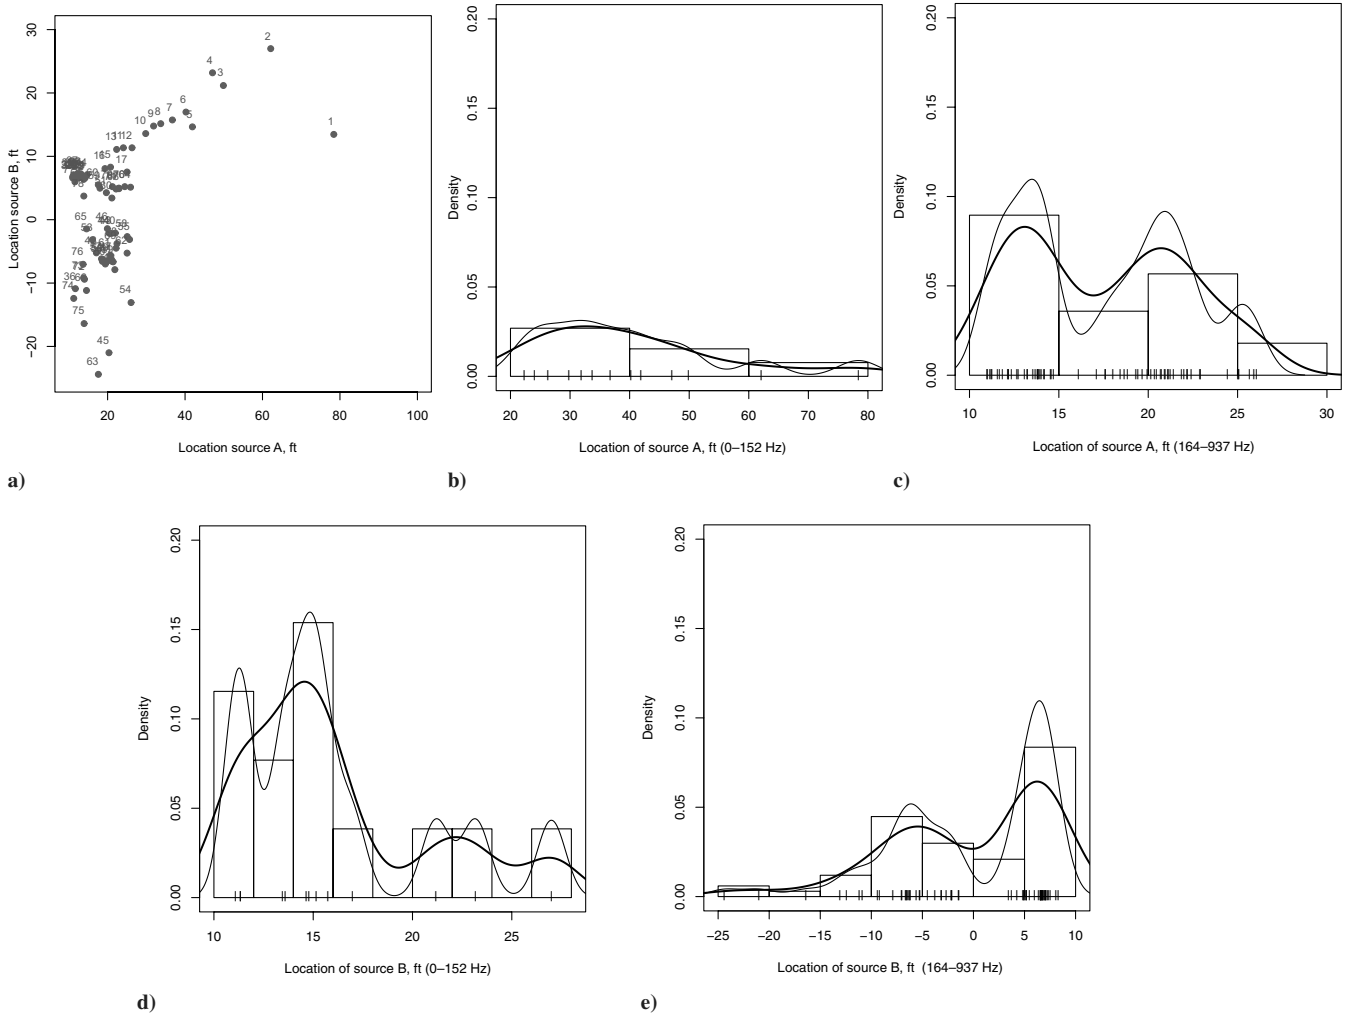 30
20
10
0
−10
−20
Location source B, ft
2
4
3
6
5
7
8
9
10
1
17
65
76
36
74
75
54
45
63
20 40 60 80 100
Location source A, ft
a)
0.20
0.15
0.10
0.05
0.00
Density
20 30 40 50 60 70 80
Location of source A, ft (0–152 Hz)
b)
0.20
0.15
0.10
0.05
0.00
Density
10 15 20 25 30
Location of source A, ft (164–937 Hz)
c)
0.20
0.15
0.10
0.05
0.00
Density
10 15 20 25
Location of source B, ft (0–152 Hz)
d)
0.20
0.15
0.10
0.05
0.00
Density
−25 −20 −15 −10 −5 0 5 10
Location of source B, ft (164–937 Hz)
e)